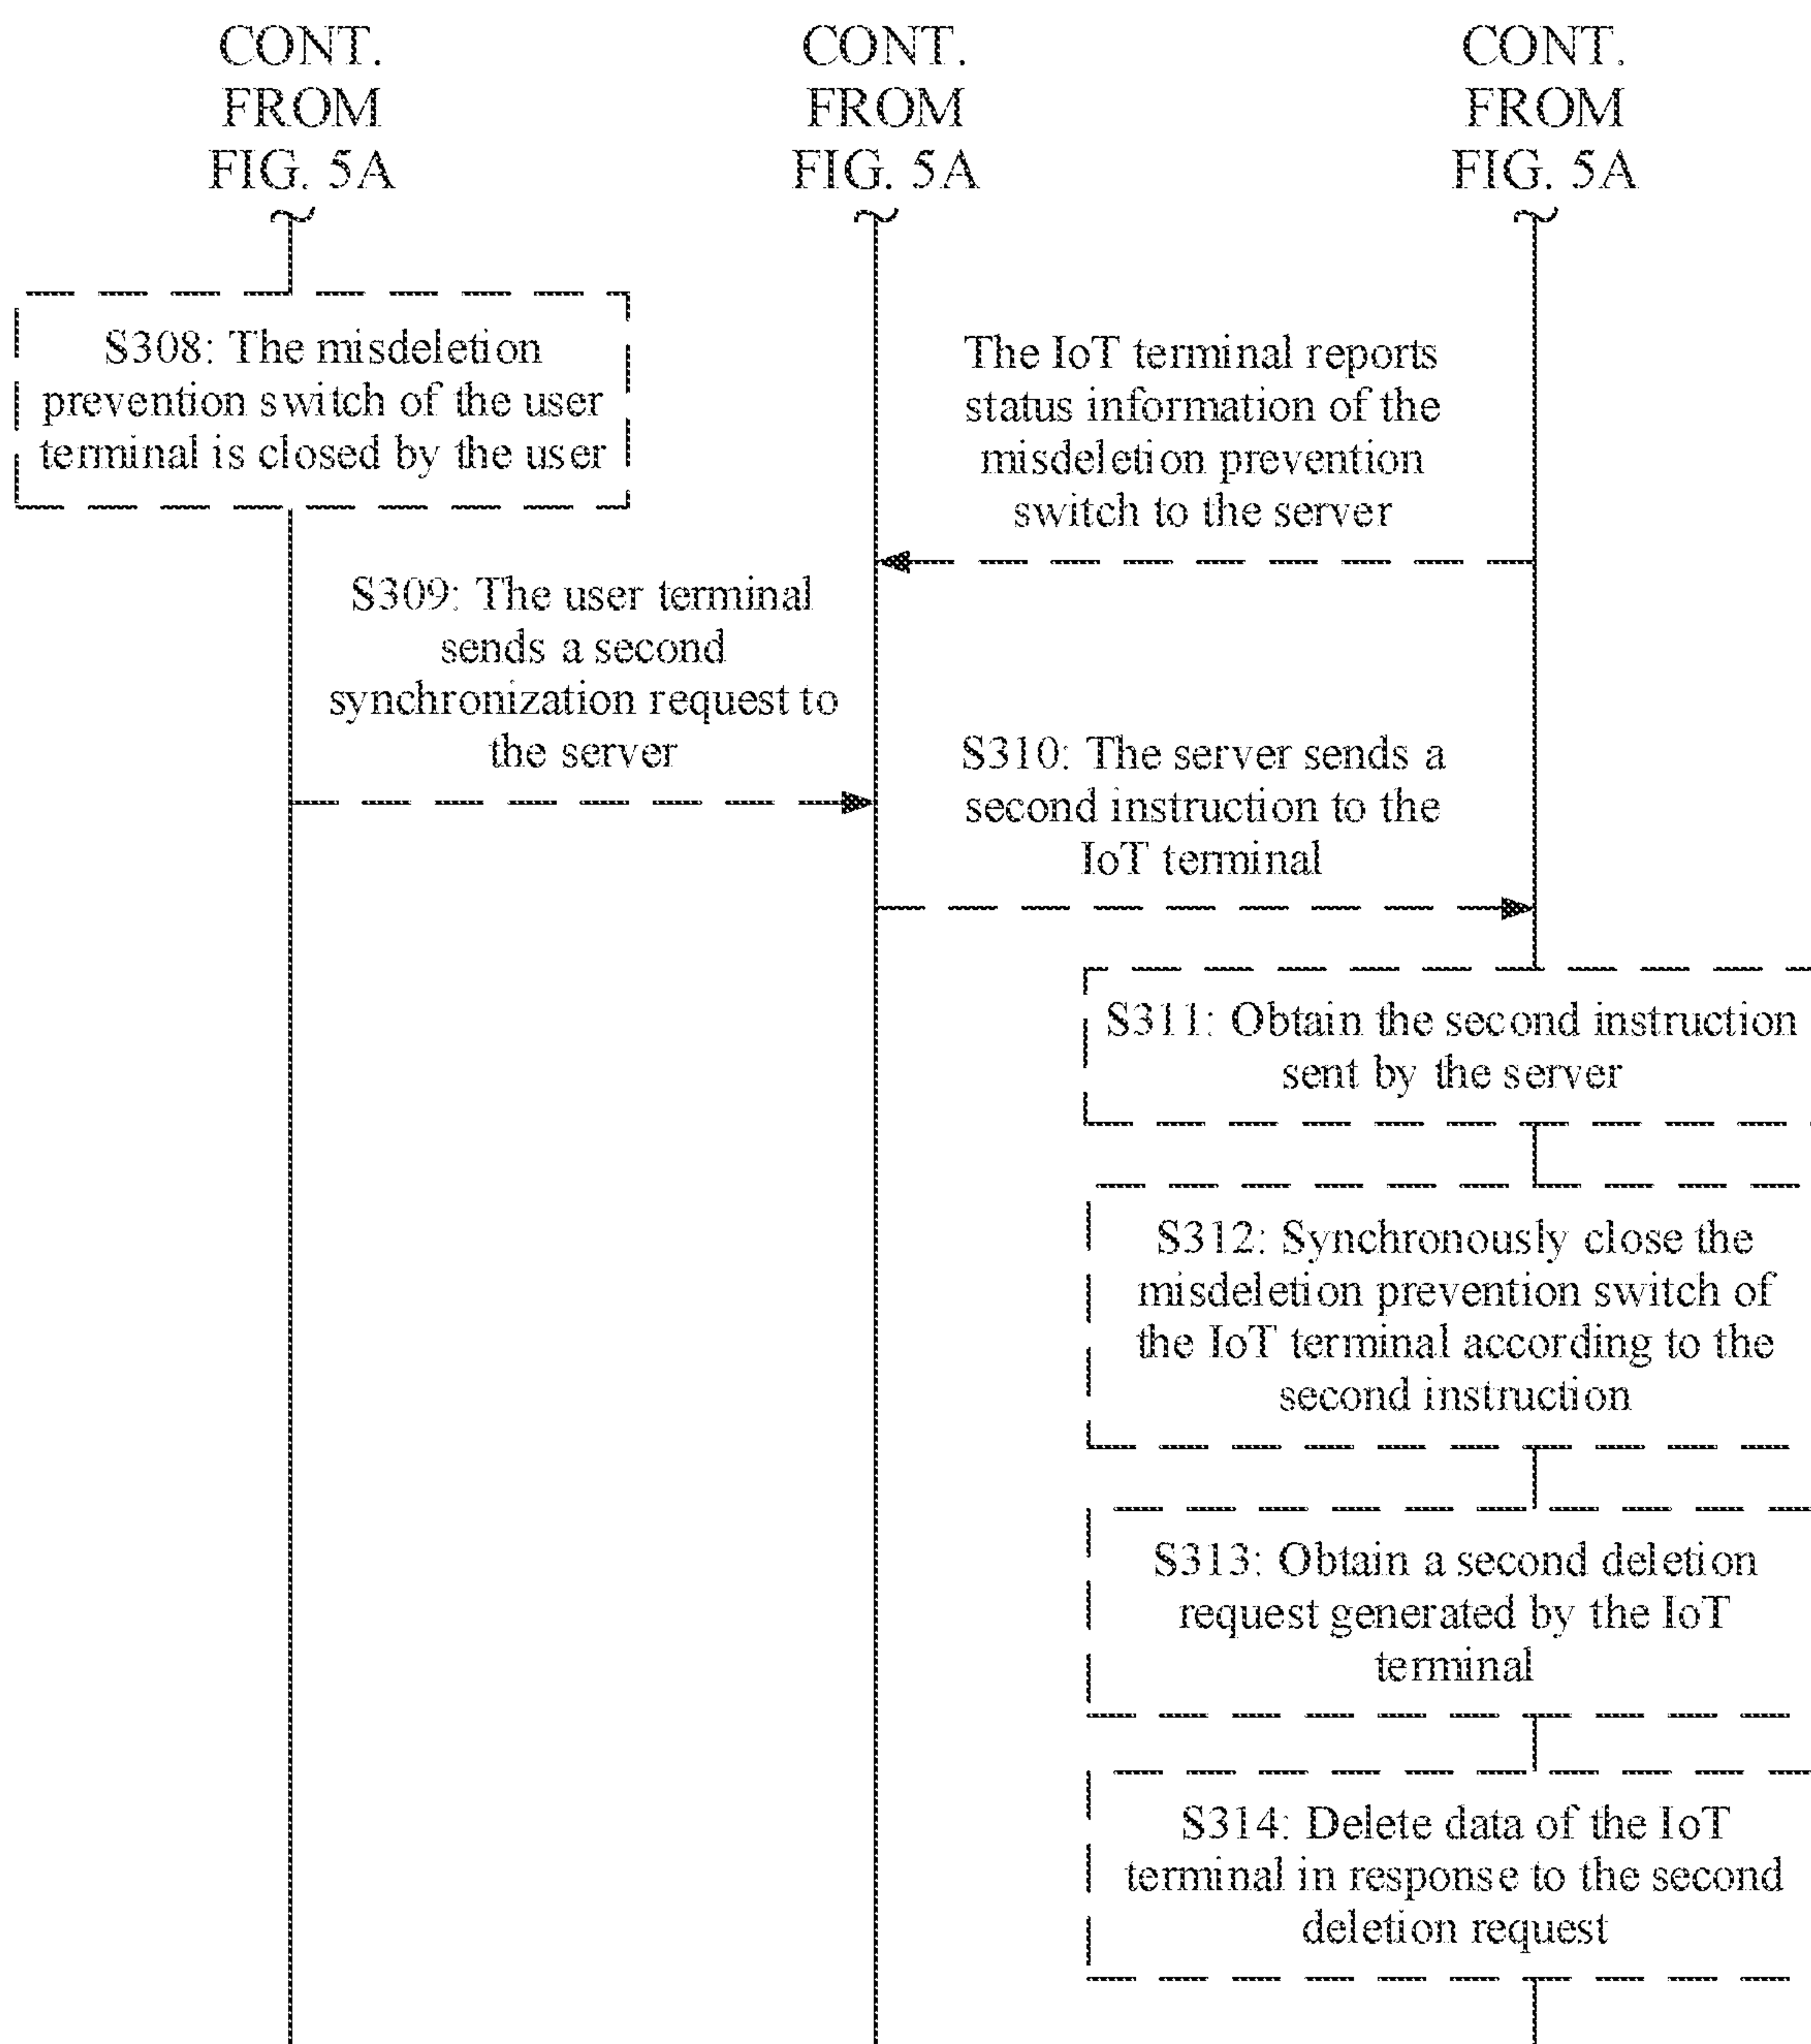 CONT.
FROM
FIG. 5A
CONT.
FROM
FIG. 5A
CONT.
FROM
FIG. 5A
S308: The misdeletion
prevention switch of the user
terminal is closed by the user
The IoT terminal reports
status information of the
misdeletion prevention
switch to the server
S309: The user terminal
sends a second
synchronization request to
the server
S310: The server sends a
second instruction to the
IoT terminal
S311: Obtain the second instruction
sent by the server
S312: Synchronously close the
misdeletion prevention switch of
the IoT terminal according to the
second instruction
S313: Obtain a second deletion
request generated by the IoT
terminal
S314: Delete data of the IoT
terminal in response to the second
deletion request